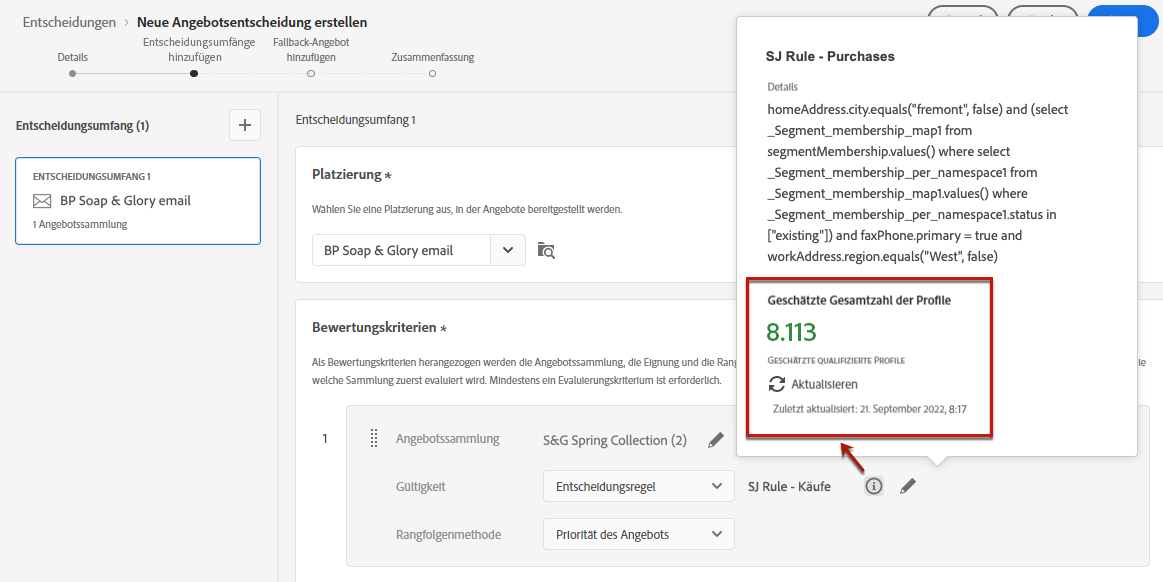 Entscheidungen › Neue Angebotsentscheidung erstellen
Details
Entscheidungsumfänge
hinzufügen
Fallback-Angebot
hinzufügen
Zusammenfassung
Entscheidungsumfang (1)
ENTSCHEIDUNGSUMFANG 1
BP Soap & Glory email
1 Angebotssammlung
Entscheidungsumfang 1
Platzierung *
Wählen Sie eine Platzierung aus, in der Angebote bereitgestellt werden.
BP Soap & Glory email
Bewertungskriterien *
Als Bewertungskriterien herangezogen werden die Angebotssammlung, die Eignung und die Rang
welche Sammlung zuerst evaluiert wird. Mindestens ein Evaluierungskriterium ist erforderlich.
1
Angebotssammlung
S&G Spring Collection (2)
Gültigkeit
Entscheidungsregel
SJ Rule - Käufe
Rangfolgenmethode
Priorität des Angebots
SJ Rule - Purchases
Details
homeAddress.city.equals("fremont", false) and (select
_Segment_membership_map1 from
segmentMembership.values() where select
_Segment_membership_per_namespace1 from
_Segment_membership_map1.values() where
_Segment_membership_per_namespace1.status in
["existing"]) and faxPhone.primary = true and
workAddress.region.equals("West", false)
Geschätzte Gesamtzahl der Profile
8.113
GESCHÄTZTE QUALIFIZIERTE PROFILE
Aktualisieren
Zuletzt aktualisiert: 21. September 2022, 8:17